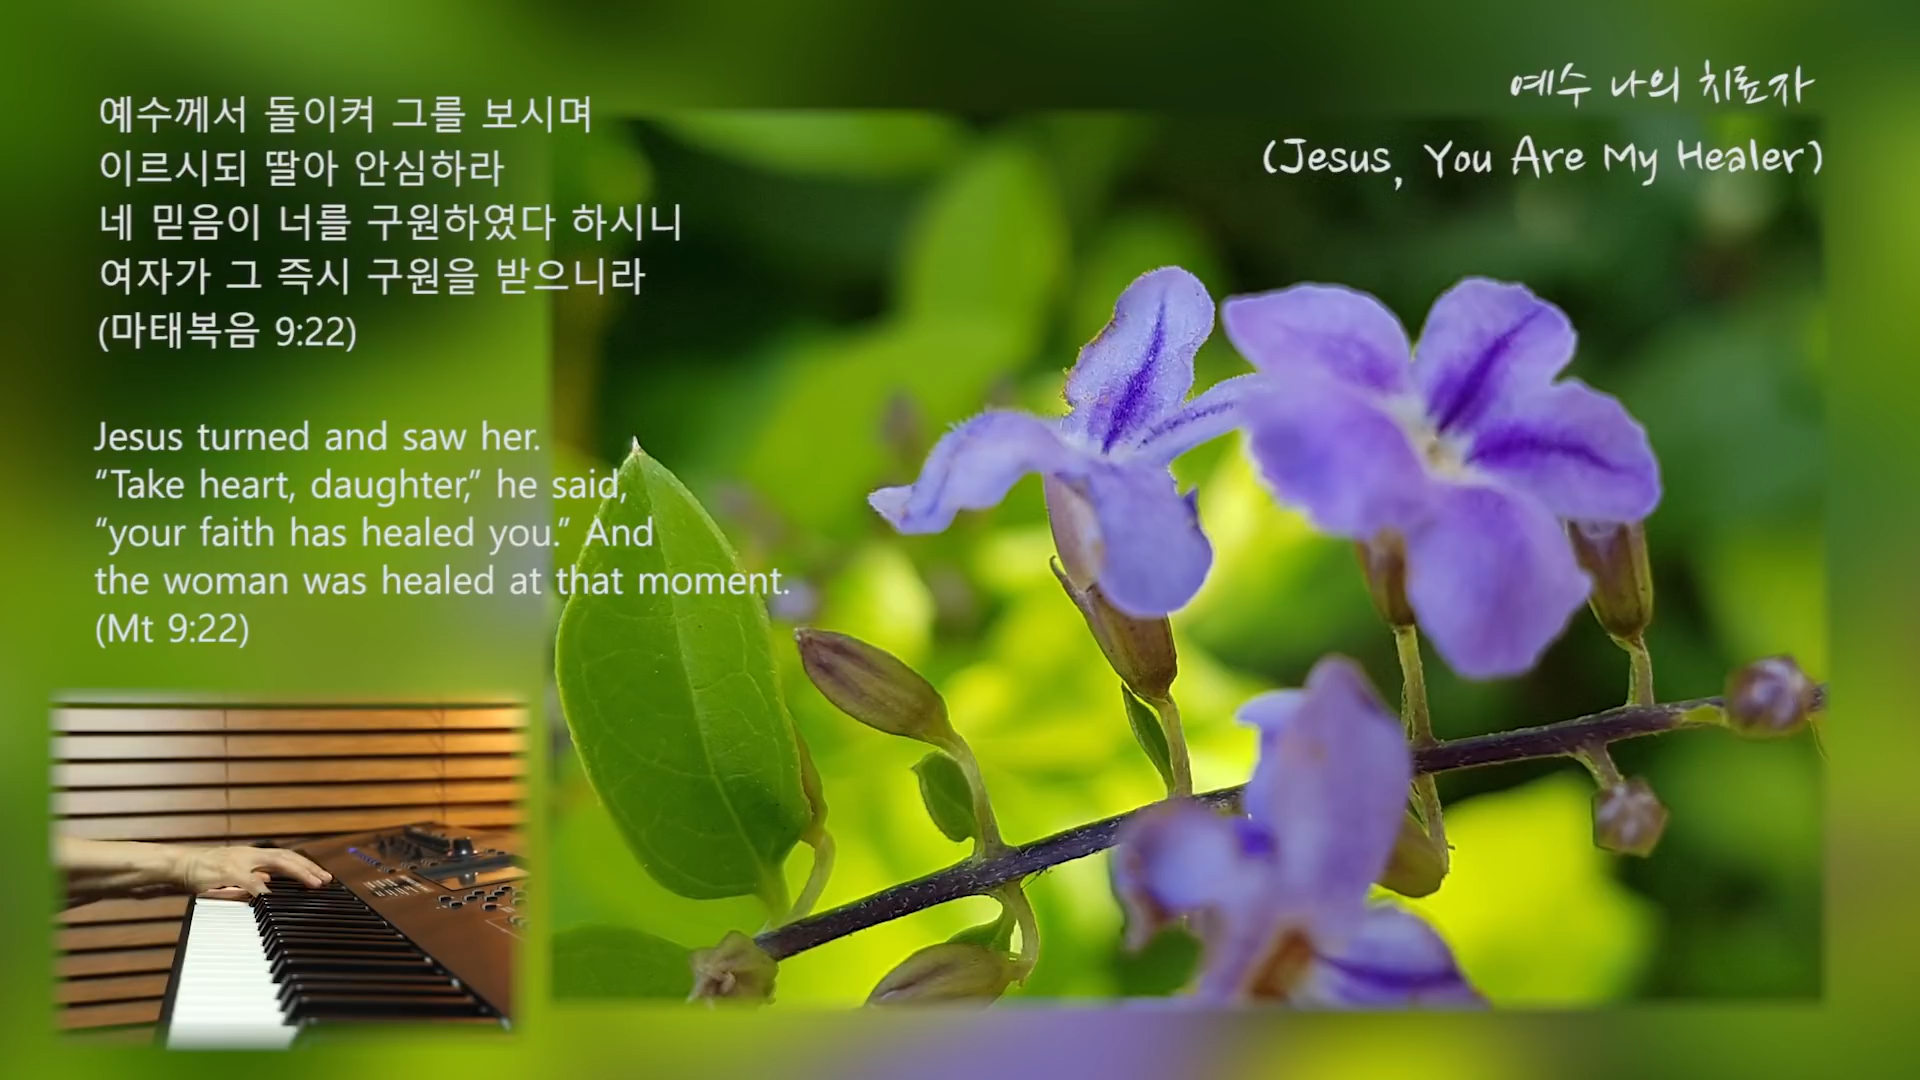 예수 나의 치료자
(Jesus, You Are My Healer)
예수께서 돌이켜 그를 보시며
이르시되 딸아 안심하라
네 믿음이 너를 구원하였다 하시니
여자가 그 즉시 구원을 받으니라
(마태복음 9:22)
Jesus turned and saw her.
“Take heart, daughter,” he said,
“your faith has healed you.” And
the woman was healed at that moment.
(Mt 9:22)